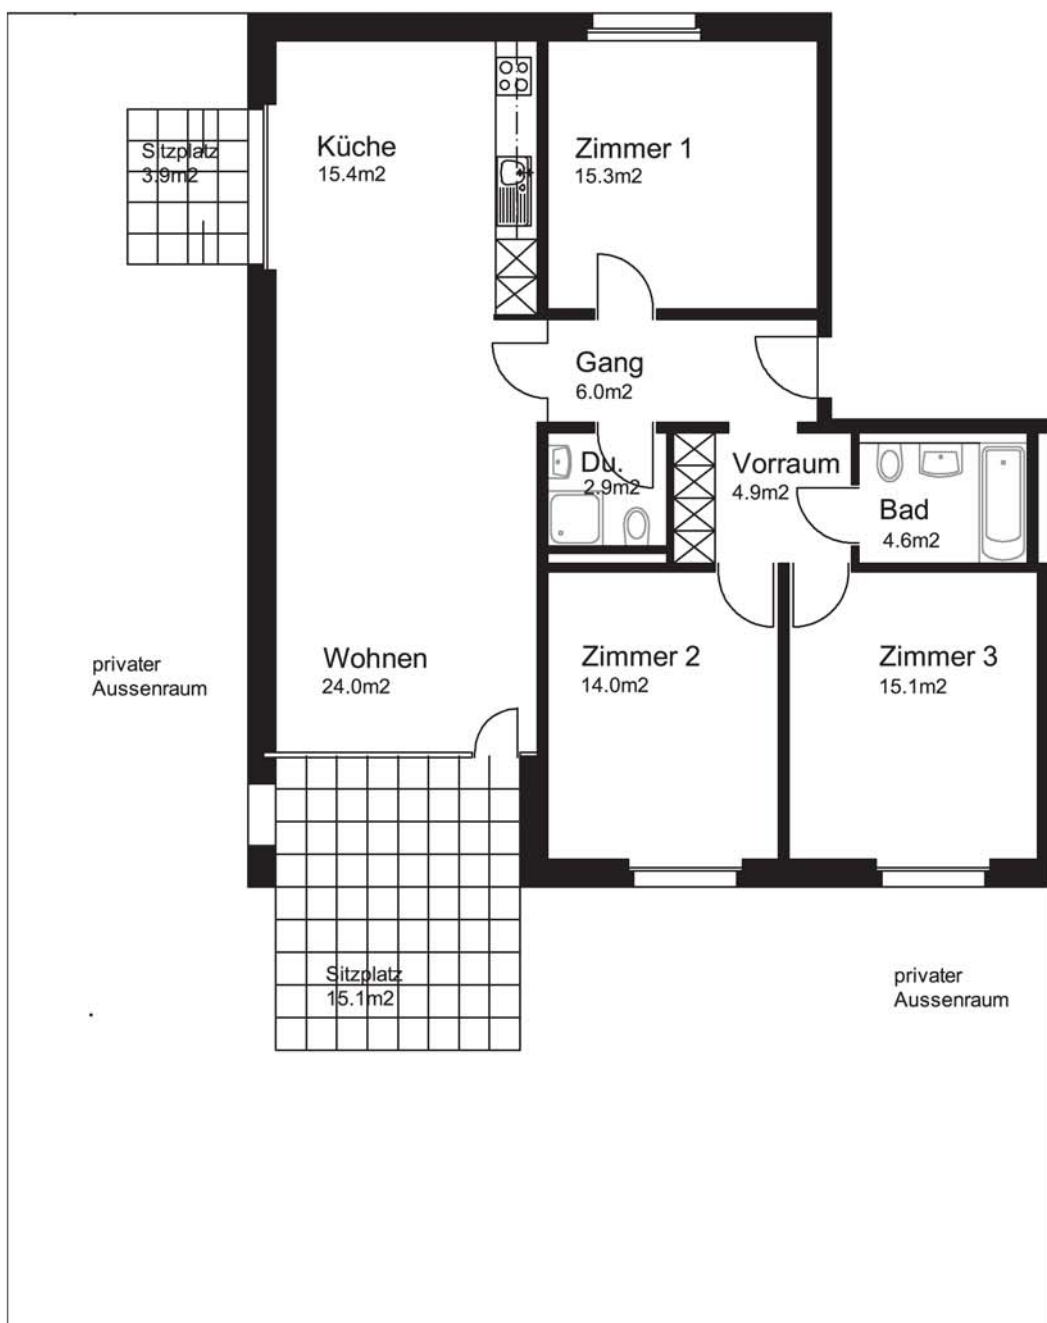 Sitzplatz
3.9m2
Küche
15.4m2
Zimmer 1
15.3m2
Gang
6.0m2
Du.
2.9m2
Vorraum
4.9m2
Bad
4.6m2
Wohnen
24.0m2
Zimmer 2
14.0m2
Zimmer 3
15.1m2
privater
Aussenraum
Sitzplatz
15.1m2
privater
Aussenraum